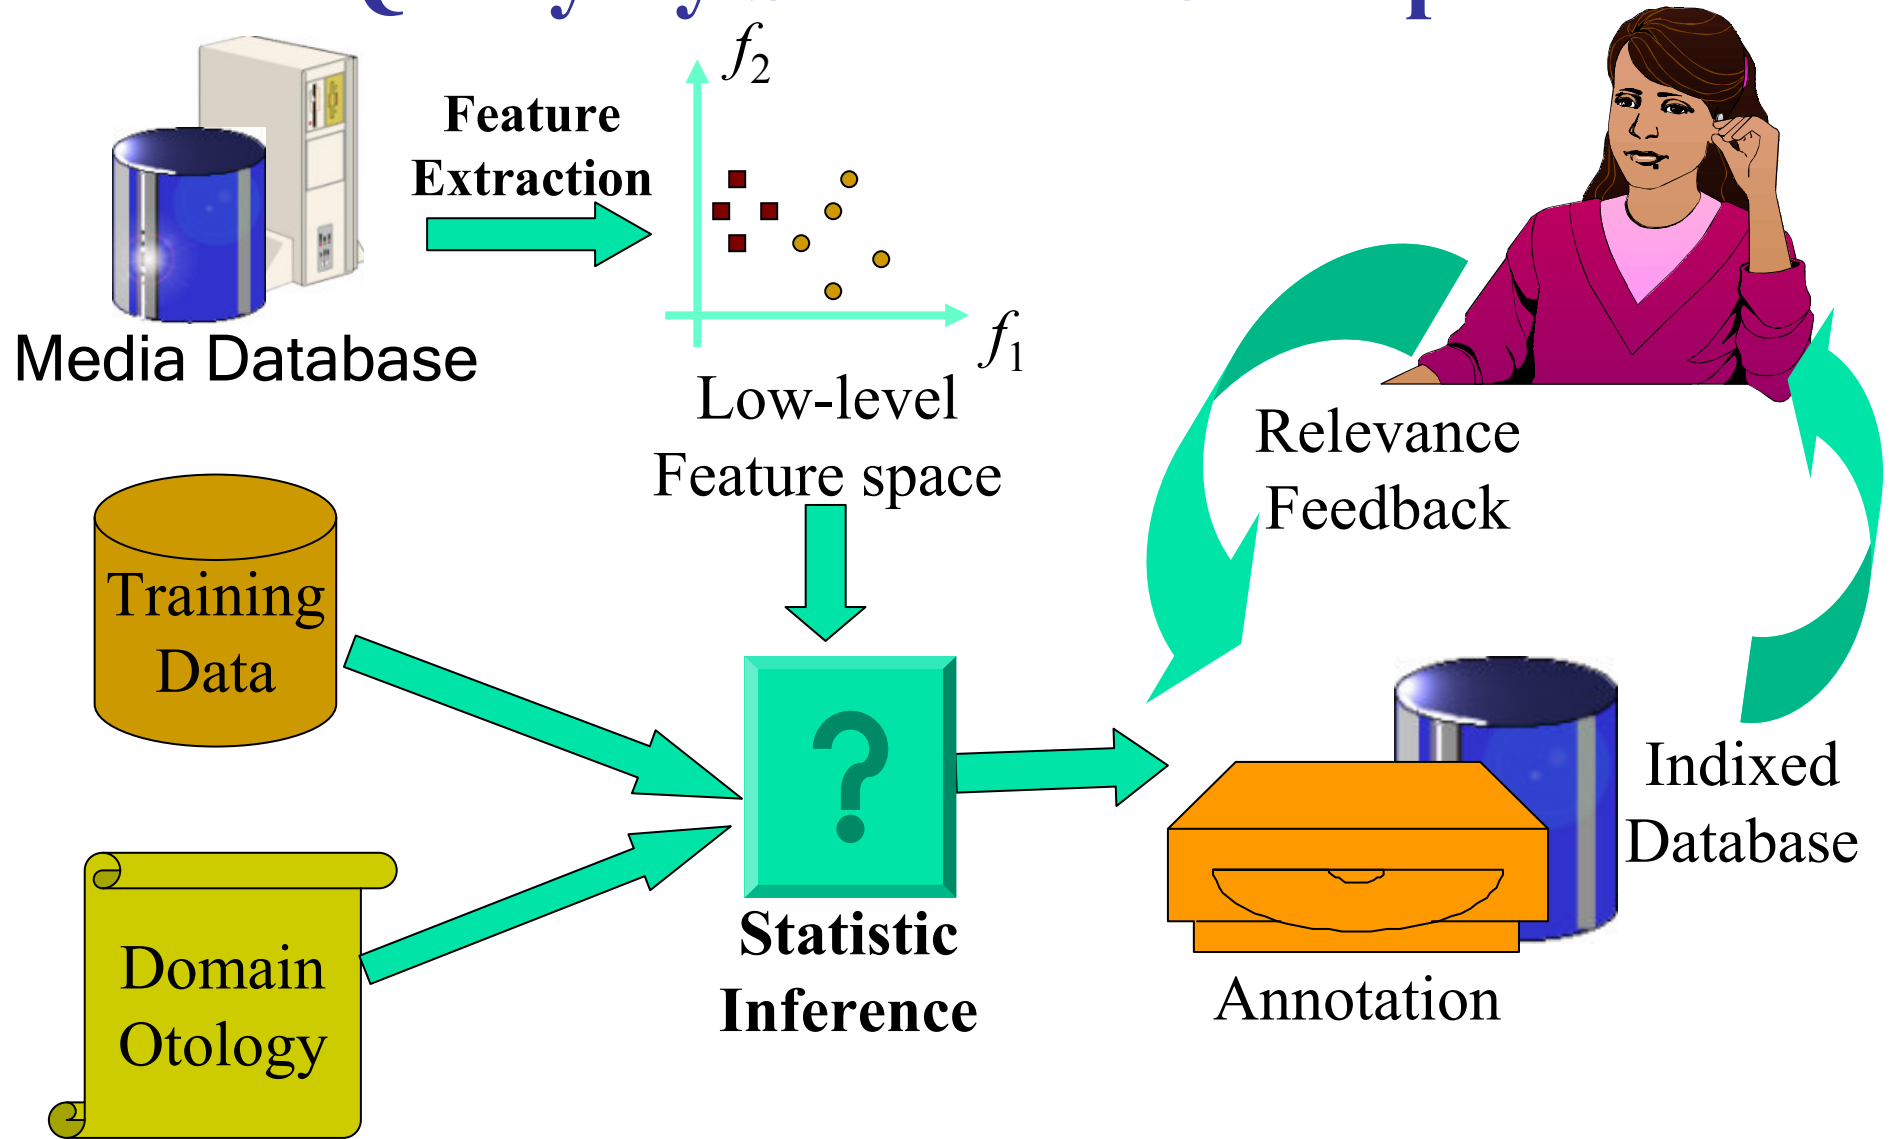 f2
Feature
Extraction
f1
Media Database
Low-level
Feature space
Relevance
Feedback
Training
Data
?
Indixed
Database
Statistic
Inference
Domain
Otology
Annotation